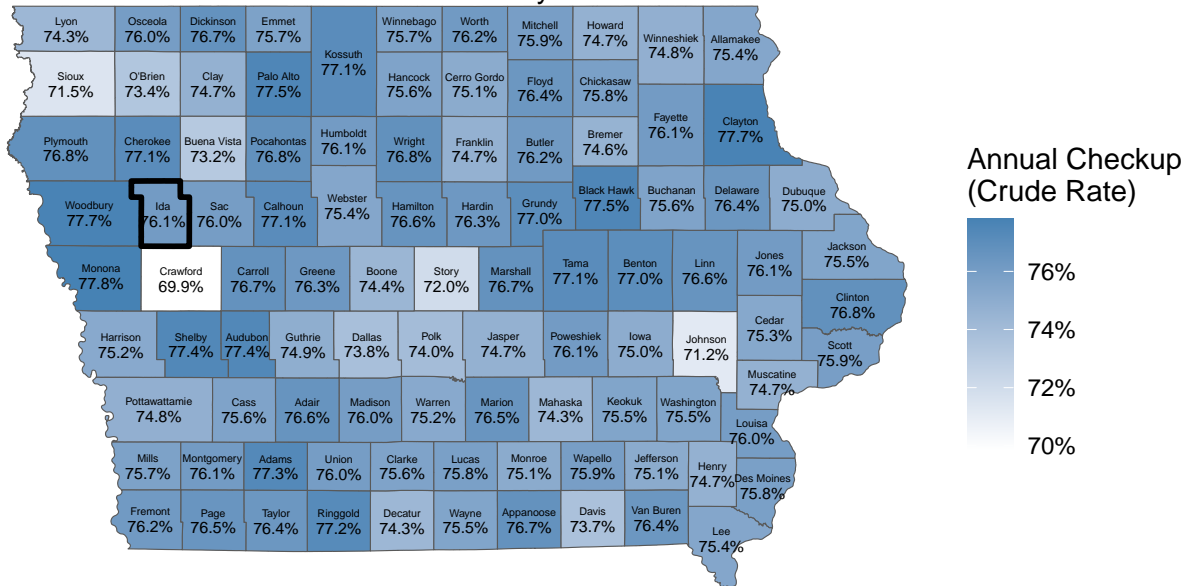 Lyon Osceola Dickinson Emmet Winnebago Worth Mitchell Howard
74.3% 76.0% 76.7% 75.7% 75.7% 76.2% 75.9% 74.7%
Kossuth Winneshiek Allamakee
77.1% 74.8% 75.4%
Sioux O'Brien Clay Palo Alto Hancock Cerro Gordo Floyd Chickasaw
71.5% 73.4% 74.7% 77.5% 75.6% 75.1% 76.4% 75.8%
Fayette Clayton
76.1% 77.7%
Plymouth Cherokee Buena Vista Pocahontas Humboldt Wright Franklin Butler Bremer
76.8% 77.1% 73.2% 76.8% 76.1% 76.8% 74.7% 76.2% 74.6%
Woodbury Ida Sac Calhoun Webster Hamilton Hardin Grundy Black Hawk Buchanan Delaware Dubuque
77.7% 76.1% 76.0% 77.1% 75.4% 76.6% 76.3% 77.0% 77.5% 75.6% 76.4% 75.0%
Monona Crawford Carroll Greene Boone Story Marshall Tama Benton Linn Jones Jackson
77.8% 69.9% 76.7% 76.3% 74.4% 72.0% 76.7% 77.1% 77.0% 76.6% 76.1% 75.5%
Clinton
76.8%
Harrison Shelby Audubon Guthrie Dallas Polk Jasper Poweshiek Iowa Johnson Cedar Scott
75.2% 77.4% 77.4% 74.9% 73.8% 74.0% 74.7% 76.1% 75.0% 71.2% 75.3% 75.9%
Muscatine
74.7%
Pottawattamie Cass Adair Madison Warren Marion Mahaska Keokuk Washington
74.8% 75.6% 76.6% 76.0% 75.2% 76.5% 74.3% 75.5% 75.5%
Louisa
76.0%
Mills Montgomery Adams Union Clarke Lucas Monroe Wapello Jefferson Henry Des Moines
75.7% 76.1% 77.3% 76.0% 75.6% 75.8% 75.1% 75.9% 75.1% 74.7% 75.8%
Fremont Page Taylor Ringgold Decatur Wayne Appanoose Davis Van Buren
76.2% 76.5% 76.4% 77.2% 74.3% 75.5% 76.7% 73.7% 76.4%
Lee
75.4%
Annual Checkup
(Crude Rate)
76%
74%
72%
70%